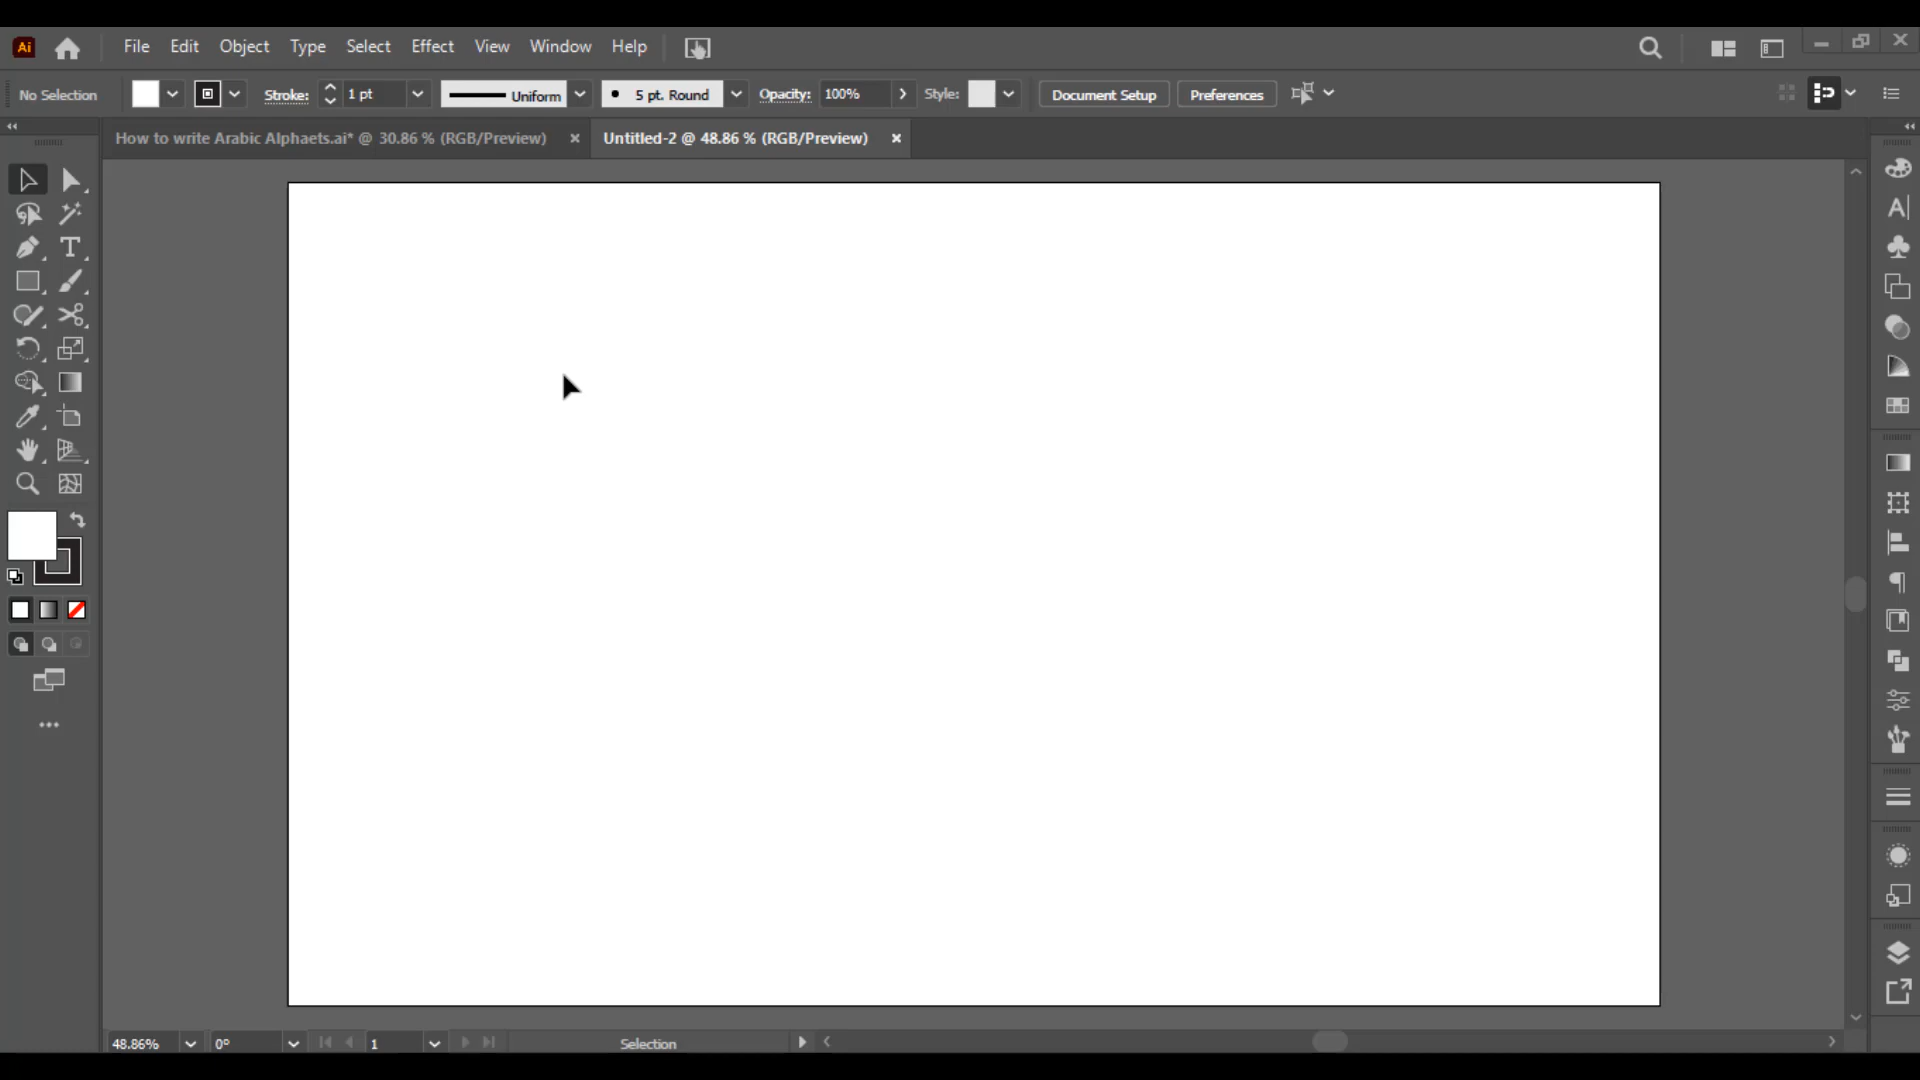 Ai File Edit Object Type Select Effect View Window Help
No Selection Stroke: 1 pt Uniform 5 pt. Round Opacity: 100% Style: Document Setup Preferences
How to write Arabic Alphaets.ai* @ 30.86 % (RGB/Preview) × Untitled-2 @ 48.86 % (RGB/Preview) ×
48.86% 0° 1 Selection